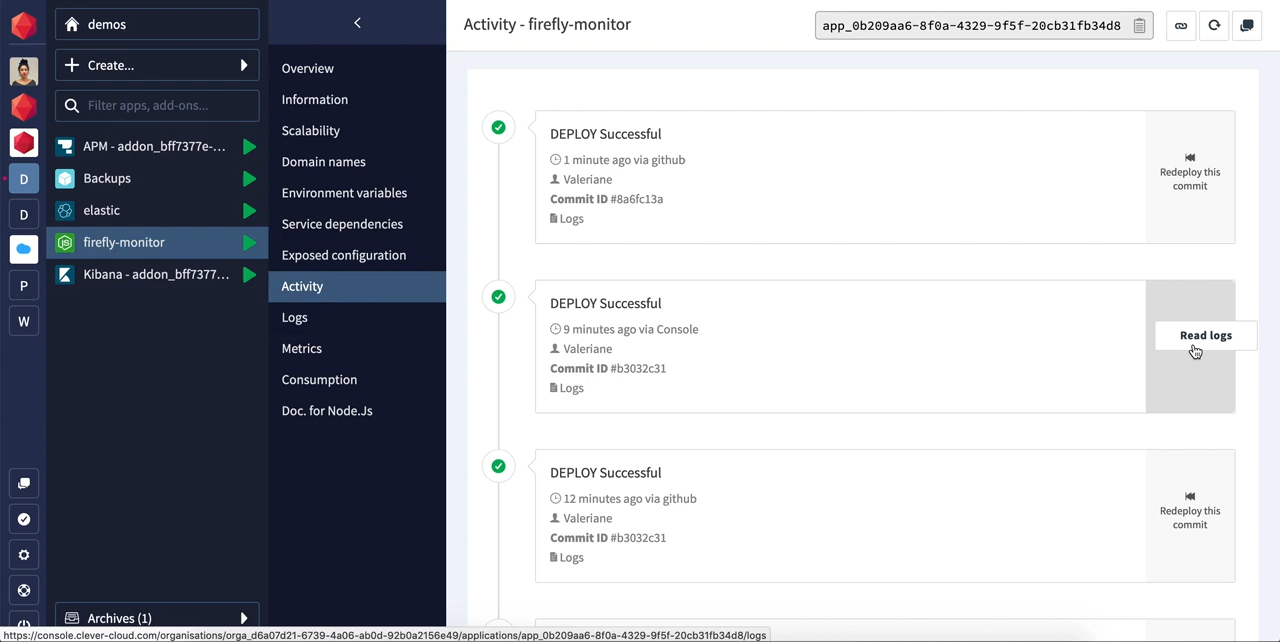 demos
Create...
Filter apps, add-ons...
APM - addon_bff7377e-...
Backups
elastic
firefly-monitor
Kibana - addon_bff7377...
D
D
P
W
Archives (1)
Overview
Information
Scalability
Domain names
Environment variables
Service dependencies
Exposed configuration
Activity
Logs
Metrics
Consumption
Doc. for Node.Js
Activity - firefly-monitor
app_0b209aa6-8f0a-4329-9f5f-20cb31fb34d8
DEPLOY Successful
1 minute ago via github
Valeriane
Commit ID #8a6fc13a
Logs
Redeploy this
commit
DEPLOY Successful
9 minutes ago via Console
Valeriane
Commit ID #b3032c31
Logs
Read logs
DEPLOY Successful
12 minutes ago via github
Valeriane
Commit ID #b3032c31
Logs
Redeploy this
commit
https://console.clever-cloud.com/organisations/orga_d6a07d21-6739-4a06-ab0d-92b0a2156e49/applications/app_0b209aa6-8f0a-4329-9f5f-20cb31fb34d8/logs